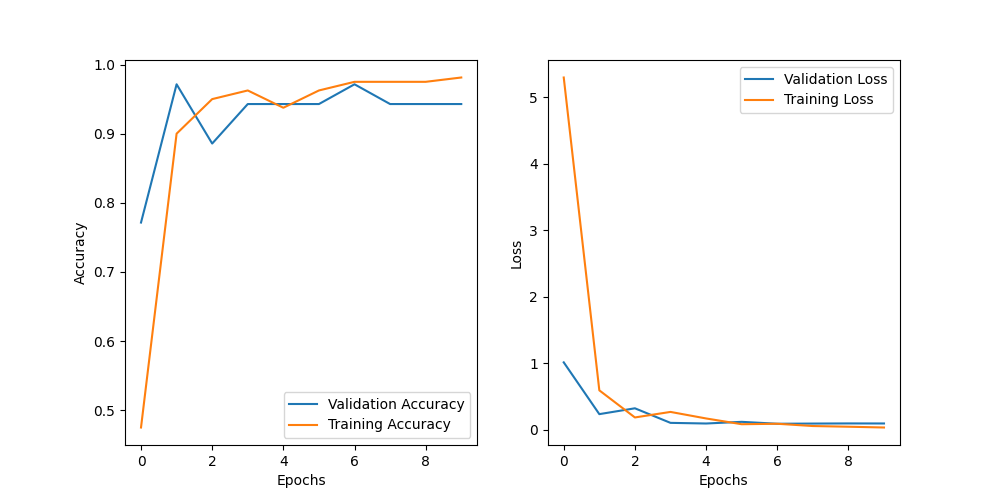 1.0
0.9
0.8
0.7
0.6
0.5
Accuracy
0 2 4 6 8
Epochs
Validation Accuracy
Training Accuracy
5
4
3
2
1
0
Loss
0 2 4 6 8
Epochs
Validation Loss
Training Loss